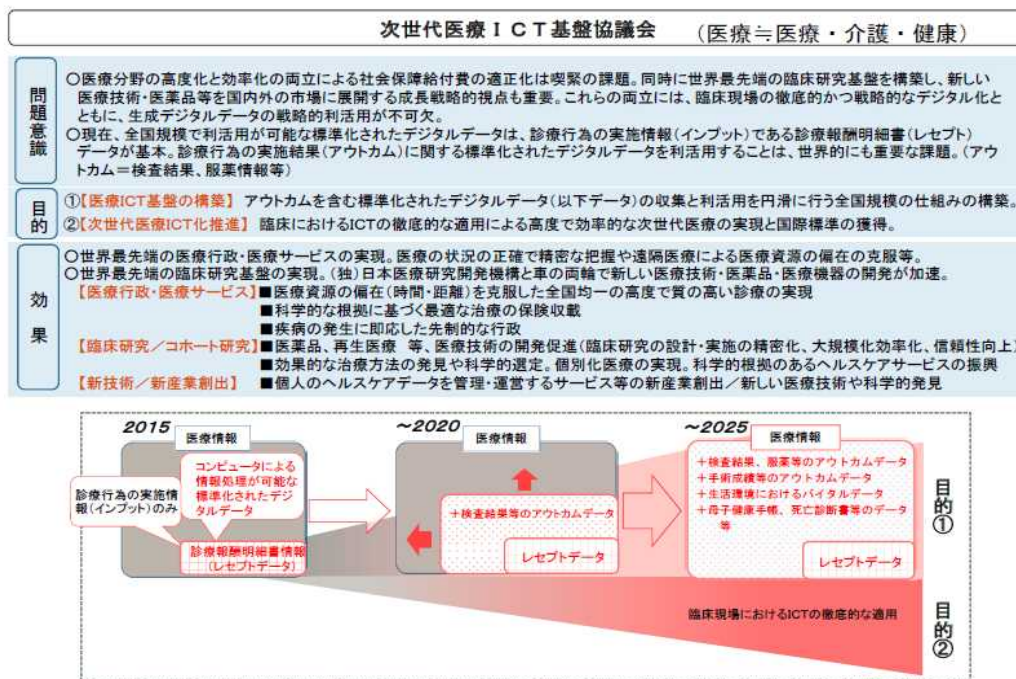 次世代医療ICT基盤協議会　(医療≒医療・介護・健康)
問題意識
○医療分野の高度化と効率化の両立による社会保障給付費の適正化は喫緊の課題。同時に世界最先端の臨床研究基盤を構築し、新しい
医療技術・医薬品等を国内外の市場に展開する成長戦略的視点も重要。これらの両立には、臨床現場の徹底的かつ戦略的なデジタル化と
ともに、生成デジタルデータの戦略的利活用が不可欠。
○現在、全国規模で利活用が可能な標準化されたデジタルデータは、診療行為の実施情報(インプット)である診療報酬明細書(レセプト)
データが基本。診療行為の実施結果(アウトカム)に関する標準化されたデジタルデータを利活用することは、世界的にも重要な課題。(アウ
トカム=検査結果、服薬情報等)
目的
①【医療ICT基盤の構築】 アウトカムを含む標準化されたデジタルデータ(以下データ)の収集と利活用を円滑に行う全国規模の仕組みの構築。
②【次世代医療ICT化推進】 臨床におけるICTの徹底的な適用による高度で効率的な次世代医療の実現と国際標準の獲得。
効果
○世界最先端の医療行政・医療サービスの実現。医療の状況の正確で精密な把握や遠隔医療による医療資源の偏在の克服等。
○世界最先端の臨床研究基盤の実現。(独)日本医療研究開発機構と車の両輪で新しい医療技術・医薬品・医療機器の開発が加速。
【医療行政・医療サービス】■医療資源の偏在(時間・距離)を克服した全国均一の高度で質の高い診療の実現
■科学的な根拠に基づく最適な治療の保険収載
■疾病の発生に即応した先制的な行政
【臨床研究/コホート研究】■医薬品、再生医療 等、医療技術の開発促進(臨床研究の設計・実施の精密化、大規模化効率化、信頼性向上)
■効果的な治療方法の発見や科学的選定。個別化医療の実現。科学的根拠のあるヘルスケアサービスの振興
【新技術/新産業創出】■個人のヘルスケアデータを管理・運営するサービス等の新産業創出/新しい医療技術や科学的発見
2015
医療情報
コンピュータによる
情報処理が可能な
標準化されたデジ
タルデータ
診療行為の実施情
報(インプット)のみ
診療報酬明細書情報
(レセプトデータ)
~2020
医療情報
+検査結果等のアウトカムデータ
レセプトデータ
~2025
医療情報
+検査結果、服薬等のアウトカムデータ
+手術成績等のアウトカムデータ
+生活環境におけるバイタルデータ
+母子健康手帳、死亡診断書等のデータ
等
レセプトデータ
目的①
臨床現場におけるICTの徹底的な適用
目的②